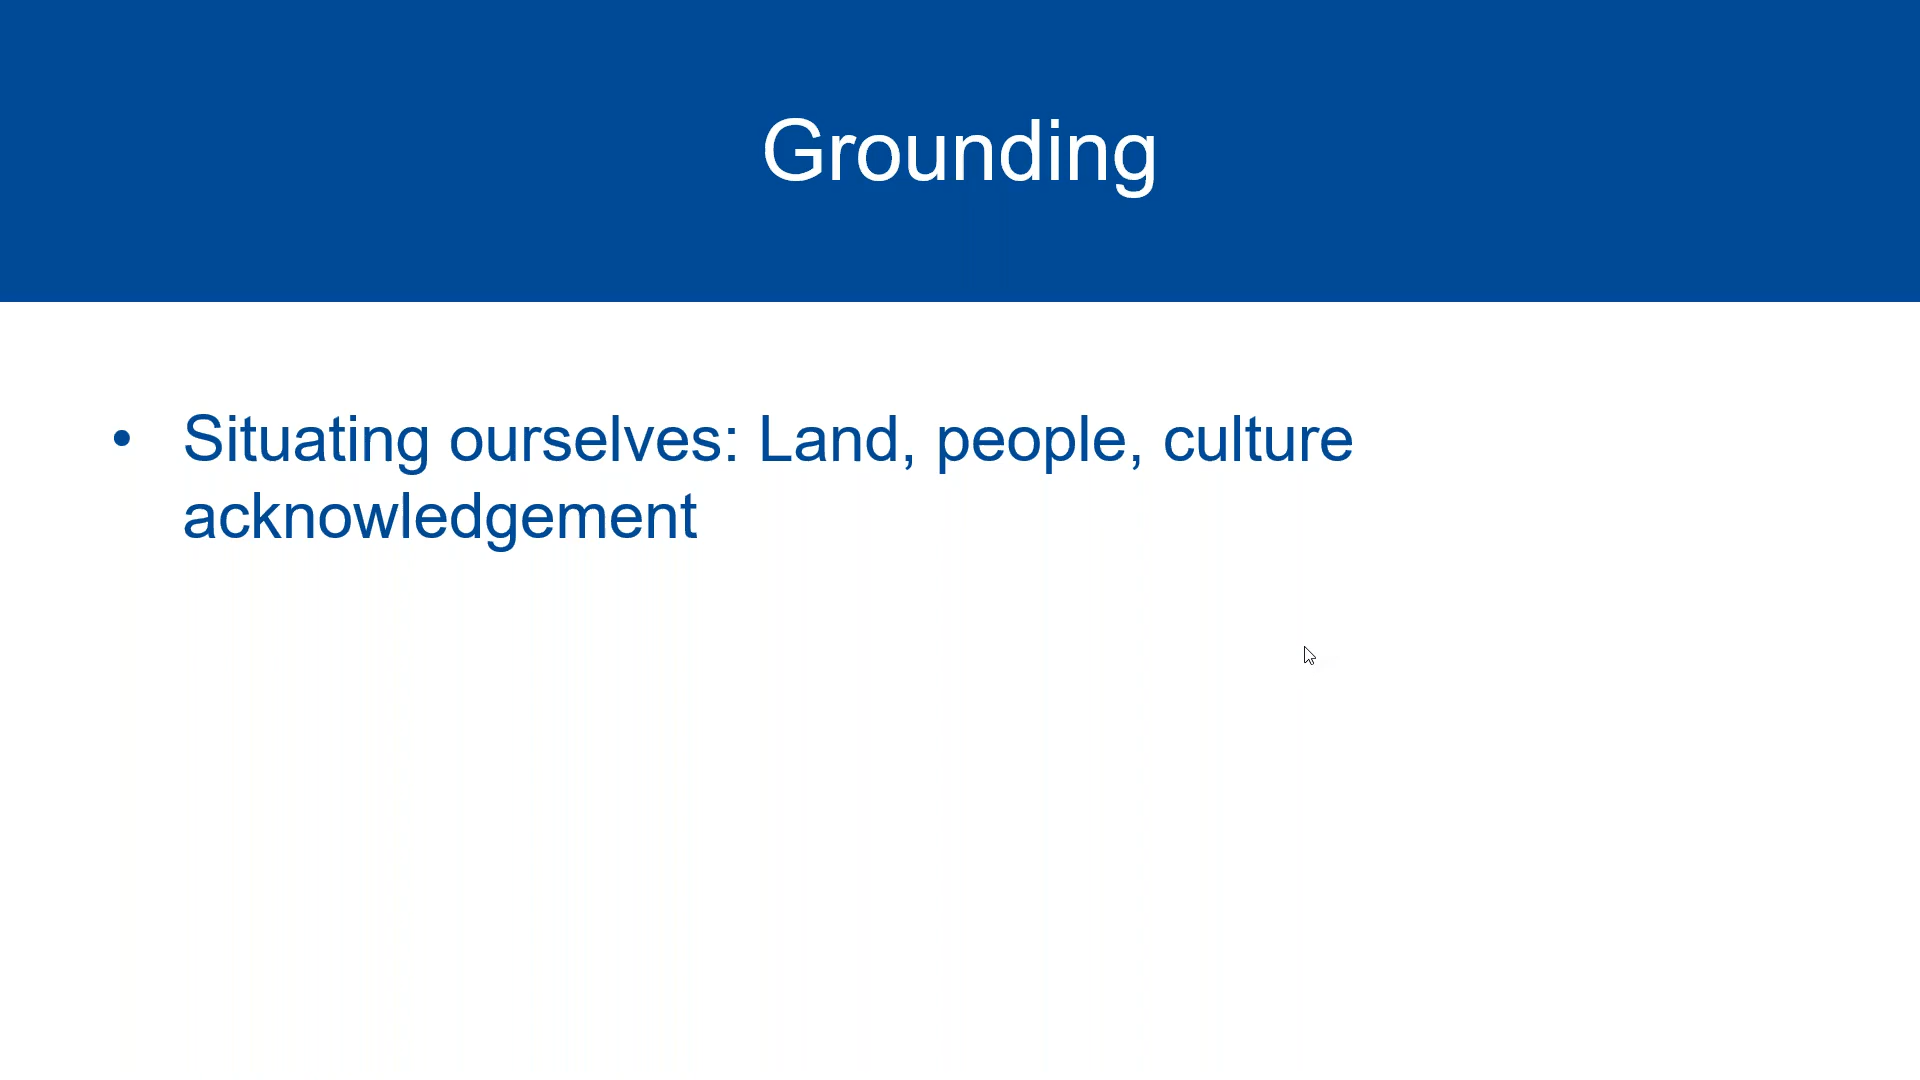 Grounding
• Situating ourselves: Land, people, culture
acknowledgement